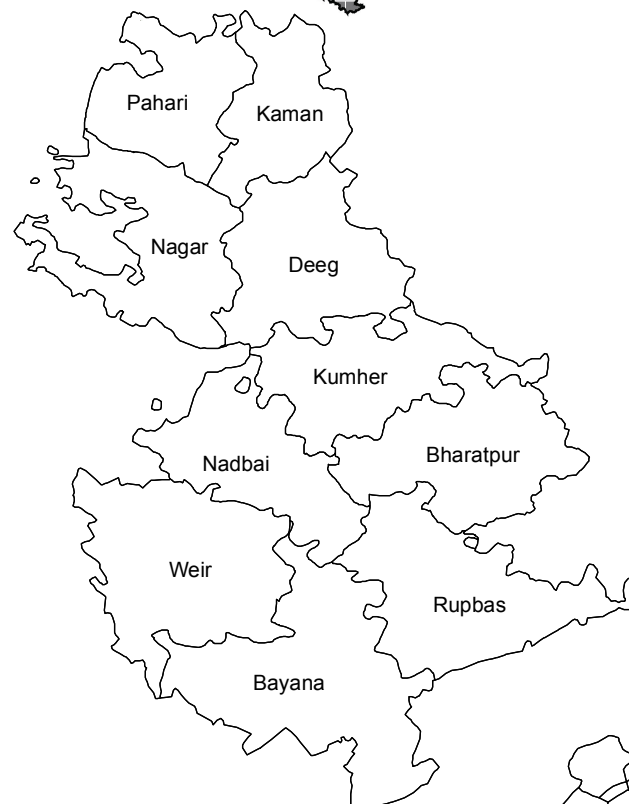 Pahari
Kaman
Nagar
Deeg
Kumher
Nadbai
Bharatpur
Weir
Rupbas
Bayana